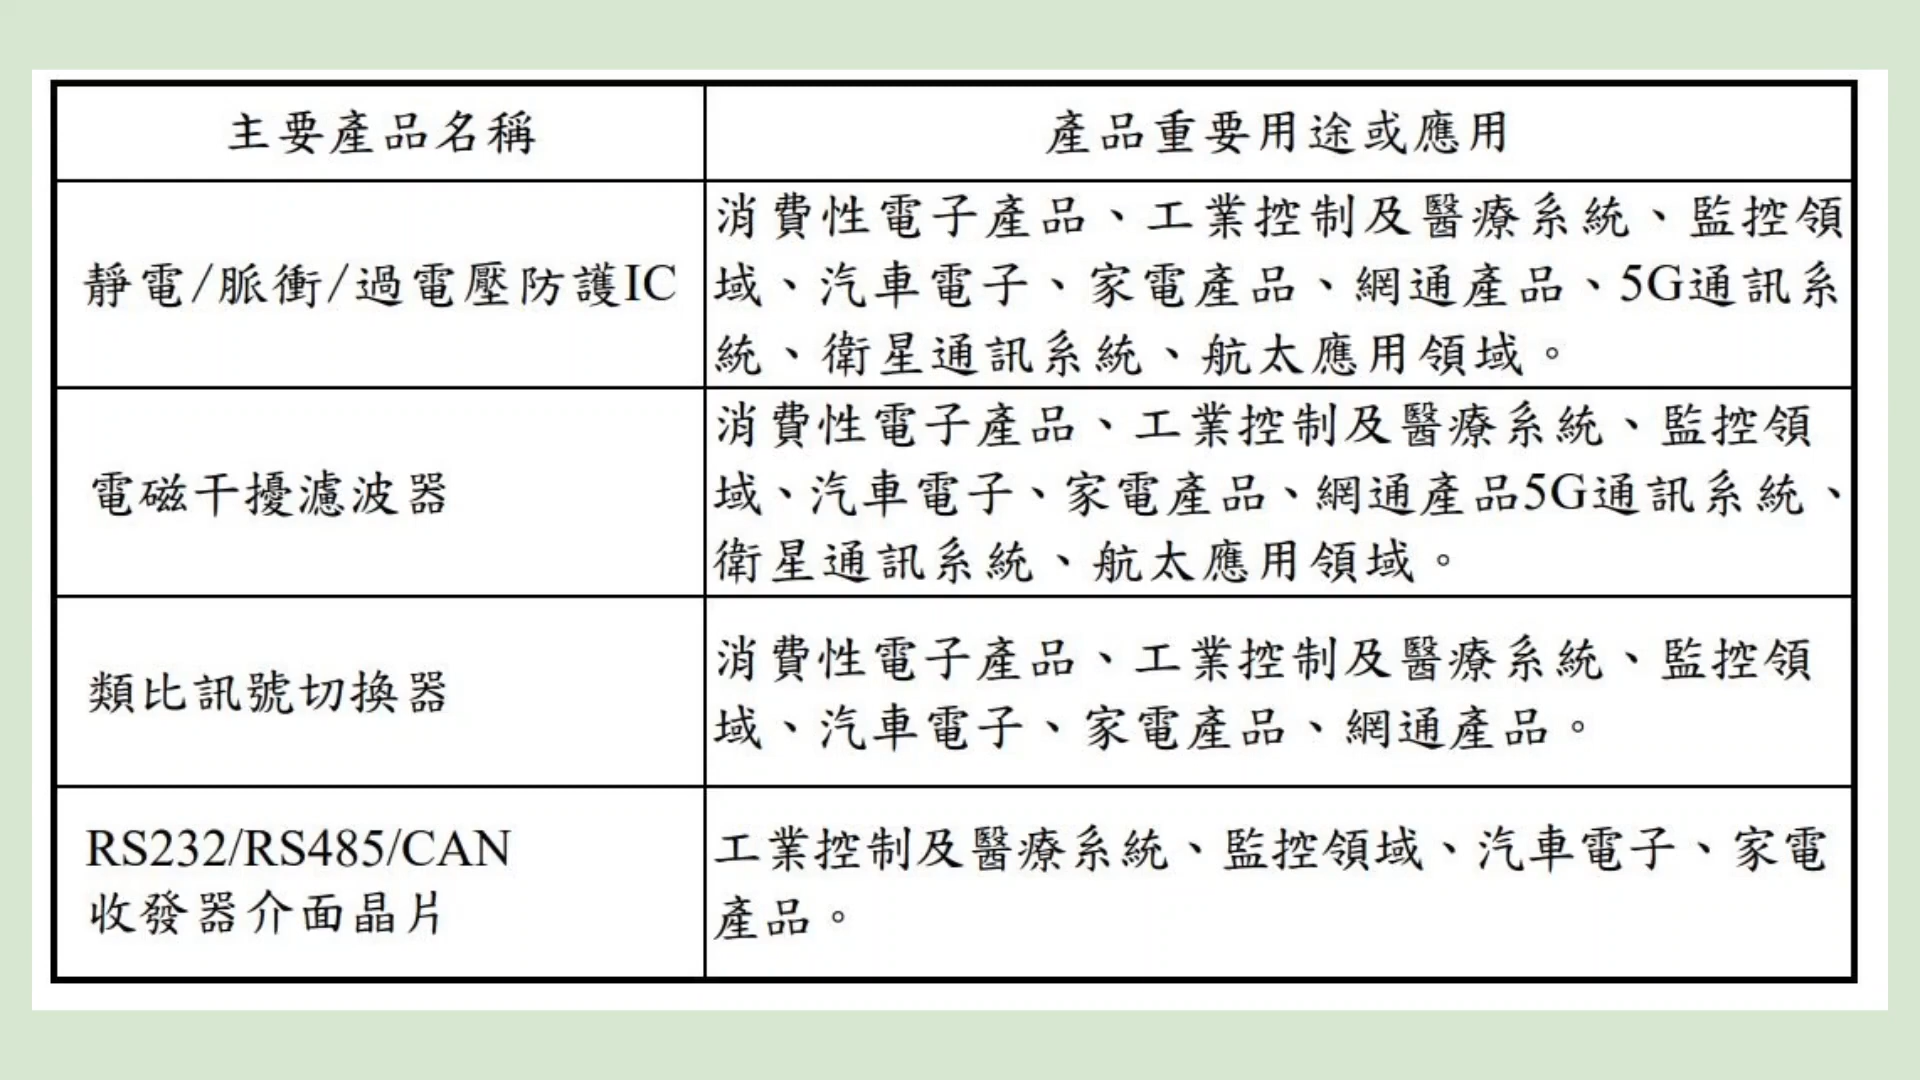 主要產品名稱
產品重要用途或應用
靜電/脈衝/過電壓防護IC
消費性電子產品、工業控制及醫療系統、監控領
域、汽車電子、家電產品、網通產品、5G通訊系
統、衛星通訊系統、航太應用領域。
電磁干擾濾波器
消費性電子產品、工業控制及醫療系統、監控領
域、汽車電子、家電產品、網通產品5G通訊系統、
衛星通訊系統、航太應用領域。
類比訊號切換器
消費性電子產品、工業控制及醫療系統、監控領
域、汽車電子、家電產品、網通產品。
RS232/RS485/CAN
收發器介面晶片
工業控制及醫療系統、監控領域、汽車電子、家電
產品。